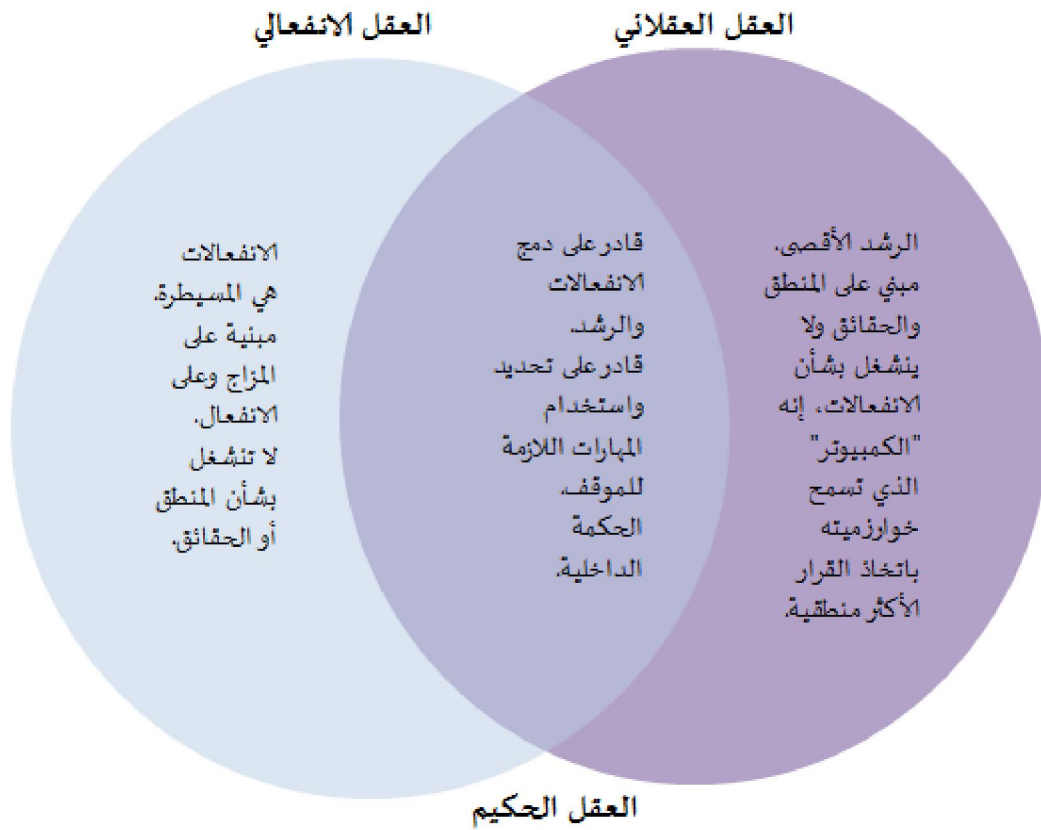 العقل العقلاني
العقل الانفعالي
الرشد الأقصى.
مبني على المنطق
والحقائق ولا
ينشغل بشأن
الانفعالات، إنه
"الكمبيوتر"
الذي تسمح
خوارزميته
باتخاذ القرار
الأكثر منطقية.
قادر على دمج
الانفعالات
والرشد.
قادر على تحديد
واستخدام
المهارات اللازمة
للموقف.
الحكمة
الداخلية.
الانفعالات
هي المسيطرة.
مبنية على
المزاج وعلى
الانفعال.
لا تنشغل
بشأن المنطق
أو الحقائق.
العقل الحكيم